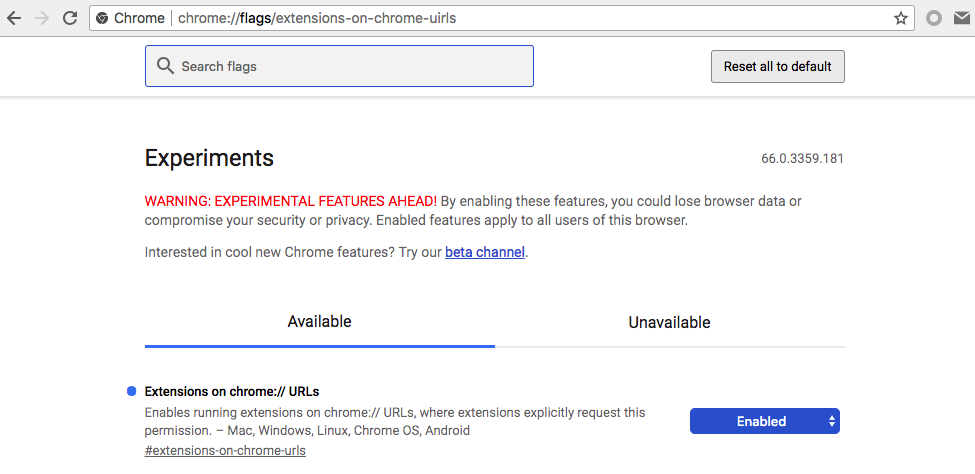 Chrome chrome://flags/extensions-on-chrome-uirls
Search flags
Reset all to default
Experiments
66.0.3359.181
WARNING: EXPERIMENTAL FEATURES AHEAD! By enabling these features, you could lose browser data or
compromise your security or privacy. Enabled features apply to all users of this browser.
Interested in cool new Chrome features? Try our beta channel.
Available
Unavailable
Extensions on chrome:// URLs
Enables running extensions on chrome:// URLs, where extensions explicitly request this
permission. – Mac, Windows, Linux, Chrome OS, Android
#extensions-on-chrome-urls
Enabled